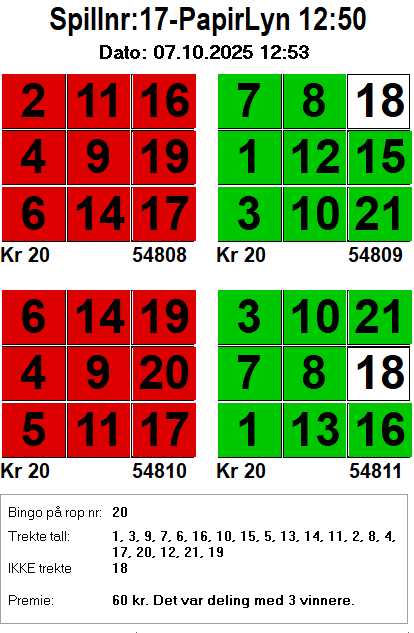 Spillnr:17-PapirLyn 12:50
Dato: 07.10.2025 12:53
2 11 16
4 9 19
6 14 17
Kr 20 54808
7 8 18
1 12 15
3 10 21
Kr 20 54809
6 14 19
4 9 20
5 11 17
Kr 20 54810
3 10 21
7 8 18
1 13 16
Kr 20 54811
Bingo på rop nr: 20
Trekte tall: 1, 3, 9, 7, 6, 16, 10, 15, 5, 13, 14, 11, 2, 8, 4,
17, 20, 12, 21, 19
IKKE trekte 18
Premie: 60 kr. Det var deling med 3 vinnere.